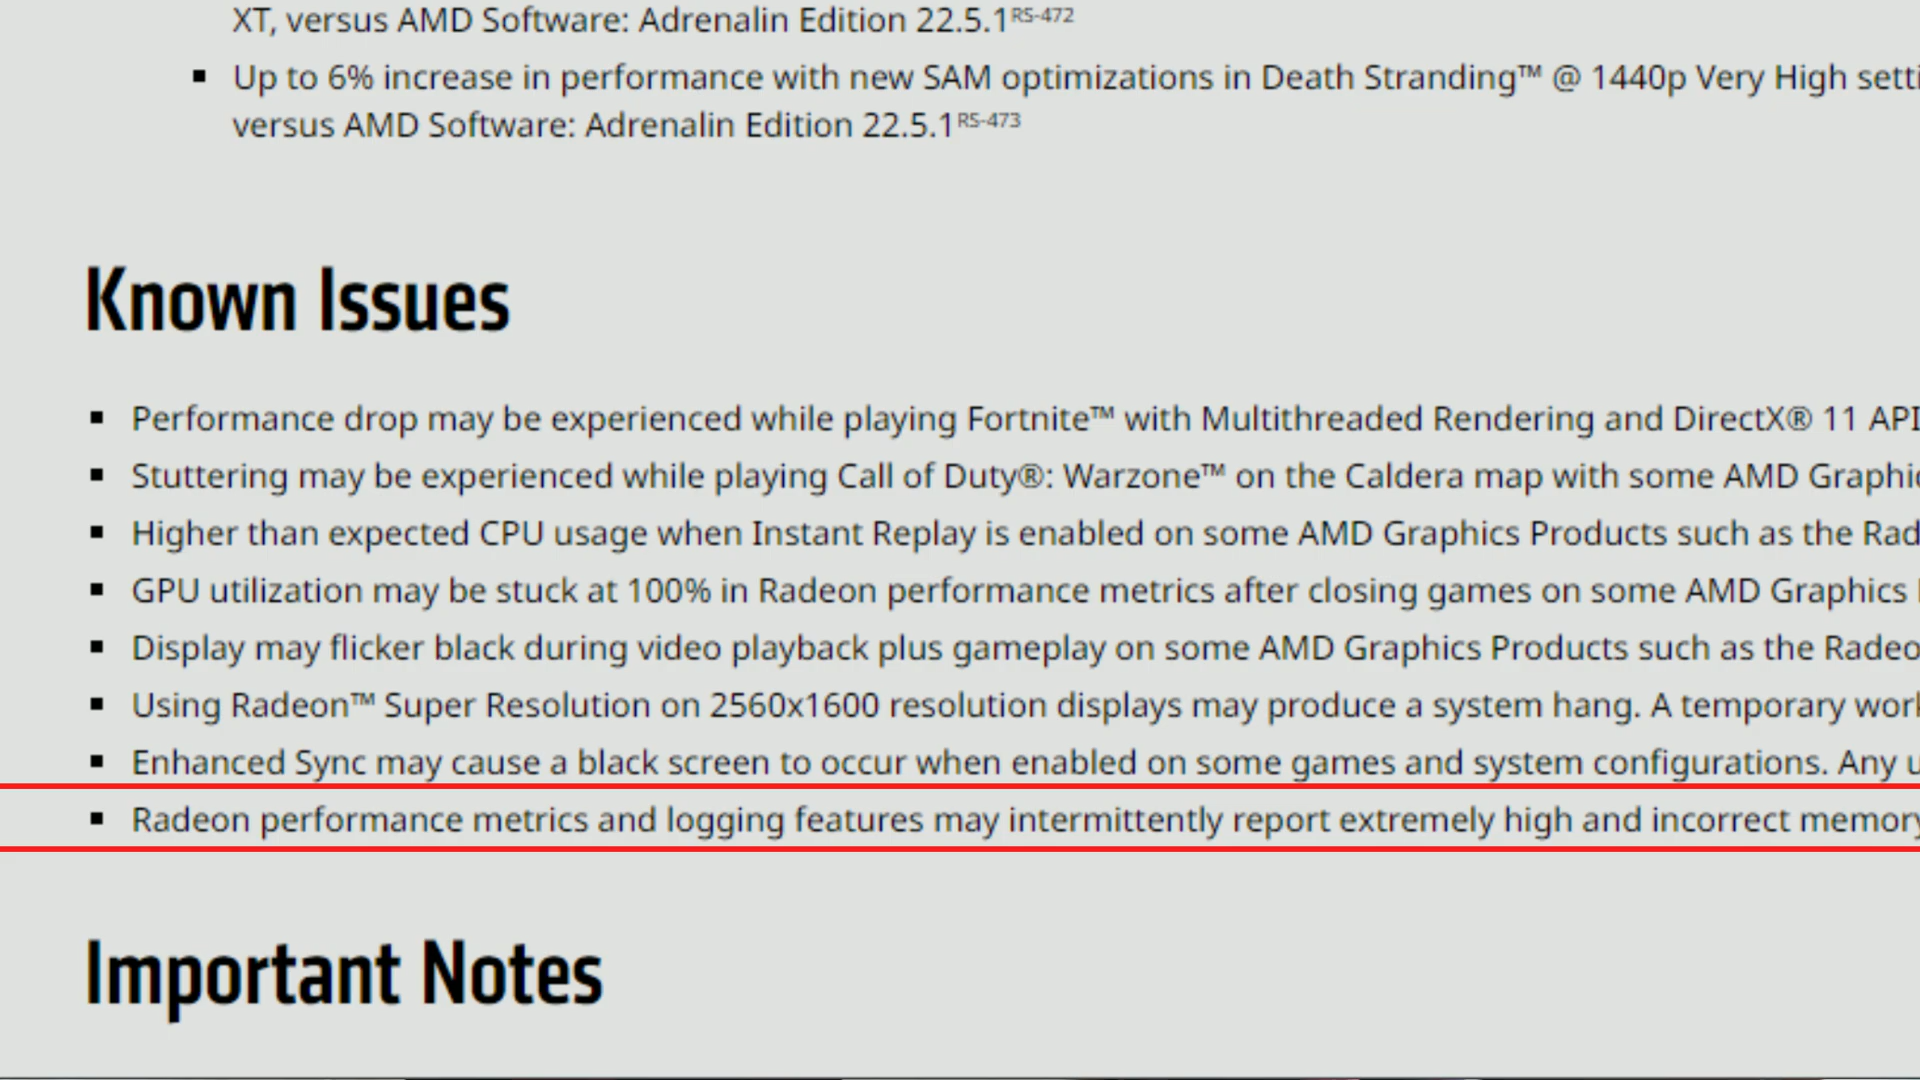 XT, versus AMD Software: Adrenalin Edition 22.5.1RS-472
▪ Up to 6% increase in performance with new SAM optimizations in Death Stranding™ @ 1440p Very High setti
versus AMD Software: Adrenalin Edition 22.5.1RS-473
Known Issues
▪ Performance drop may be experienced while playing Fortnite™ with Multithreaded Rendering and DirectX® 11 API
▪ Stuttering may be experienced while playing Call of Duty®: Warzone™ on the Caldera map with some AMD Graphic
▪ Higher than expected CPU usage when Instant Replay is enabled on some AMD Graphics Products such as the Rad
▪ GPU utilization may be stuck at 100% in Radeon performance metrics after closing games on some AMD Graphics
▪ Display may flicker black during video playback plus gameplay on some AMD Graphics Products such as the Radeo
▪ Using Radeon™ Super Resolution on 2560x1600 resolution displays may produce a system hang. A temporary work
▪ Enhanced Sync may cause a black screen to occur when enabled on some games and system configurations. Any u
▪ Radeon performance metrics and logging features may intermittently report extremely high and incorrect memory
Important Notes